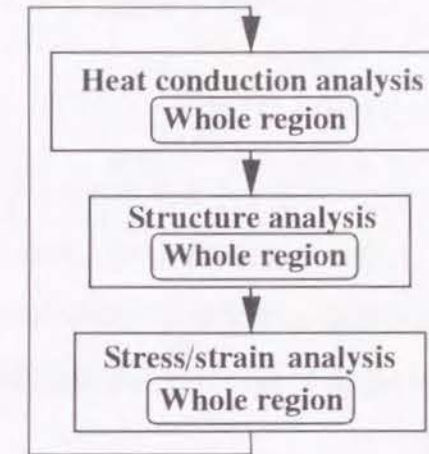 Heat conduction analysis
Whole region
Structure analysis
Whole region
Stress/strain analysis
Whole region